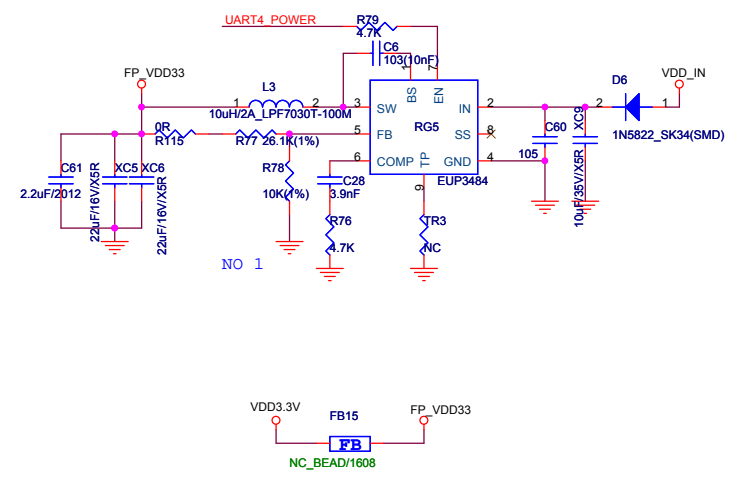 UART4_POWER
R79
4.7K
C6
103(10nF)
FP_VDD33
L3
1
2
10uH/2A_LPF7030T-100M
3
SW
BS
1
EN
7
IN
2
RG5
0R
R115
R77 26.1K(1%)
5
FB
SS
8
6
COMP
TP
GND
4
9
EUP3484
D6
VDD_IN
2
1
1N5822_SK34(SMD)
C60
105
XC9
10uF/35V/X5R
C61
2.2uF/2012
XC5
22uF/16V/X5R
XC6
22uF/16V/X5R
R78
10K(1%)
C28
3.9nF
R76
4.7K
TR3
NC
NO 1
VDD3.3V
FB15
FP_VDD33
FB
NC_BEAD/1608